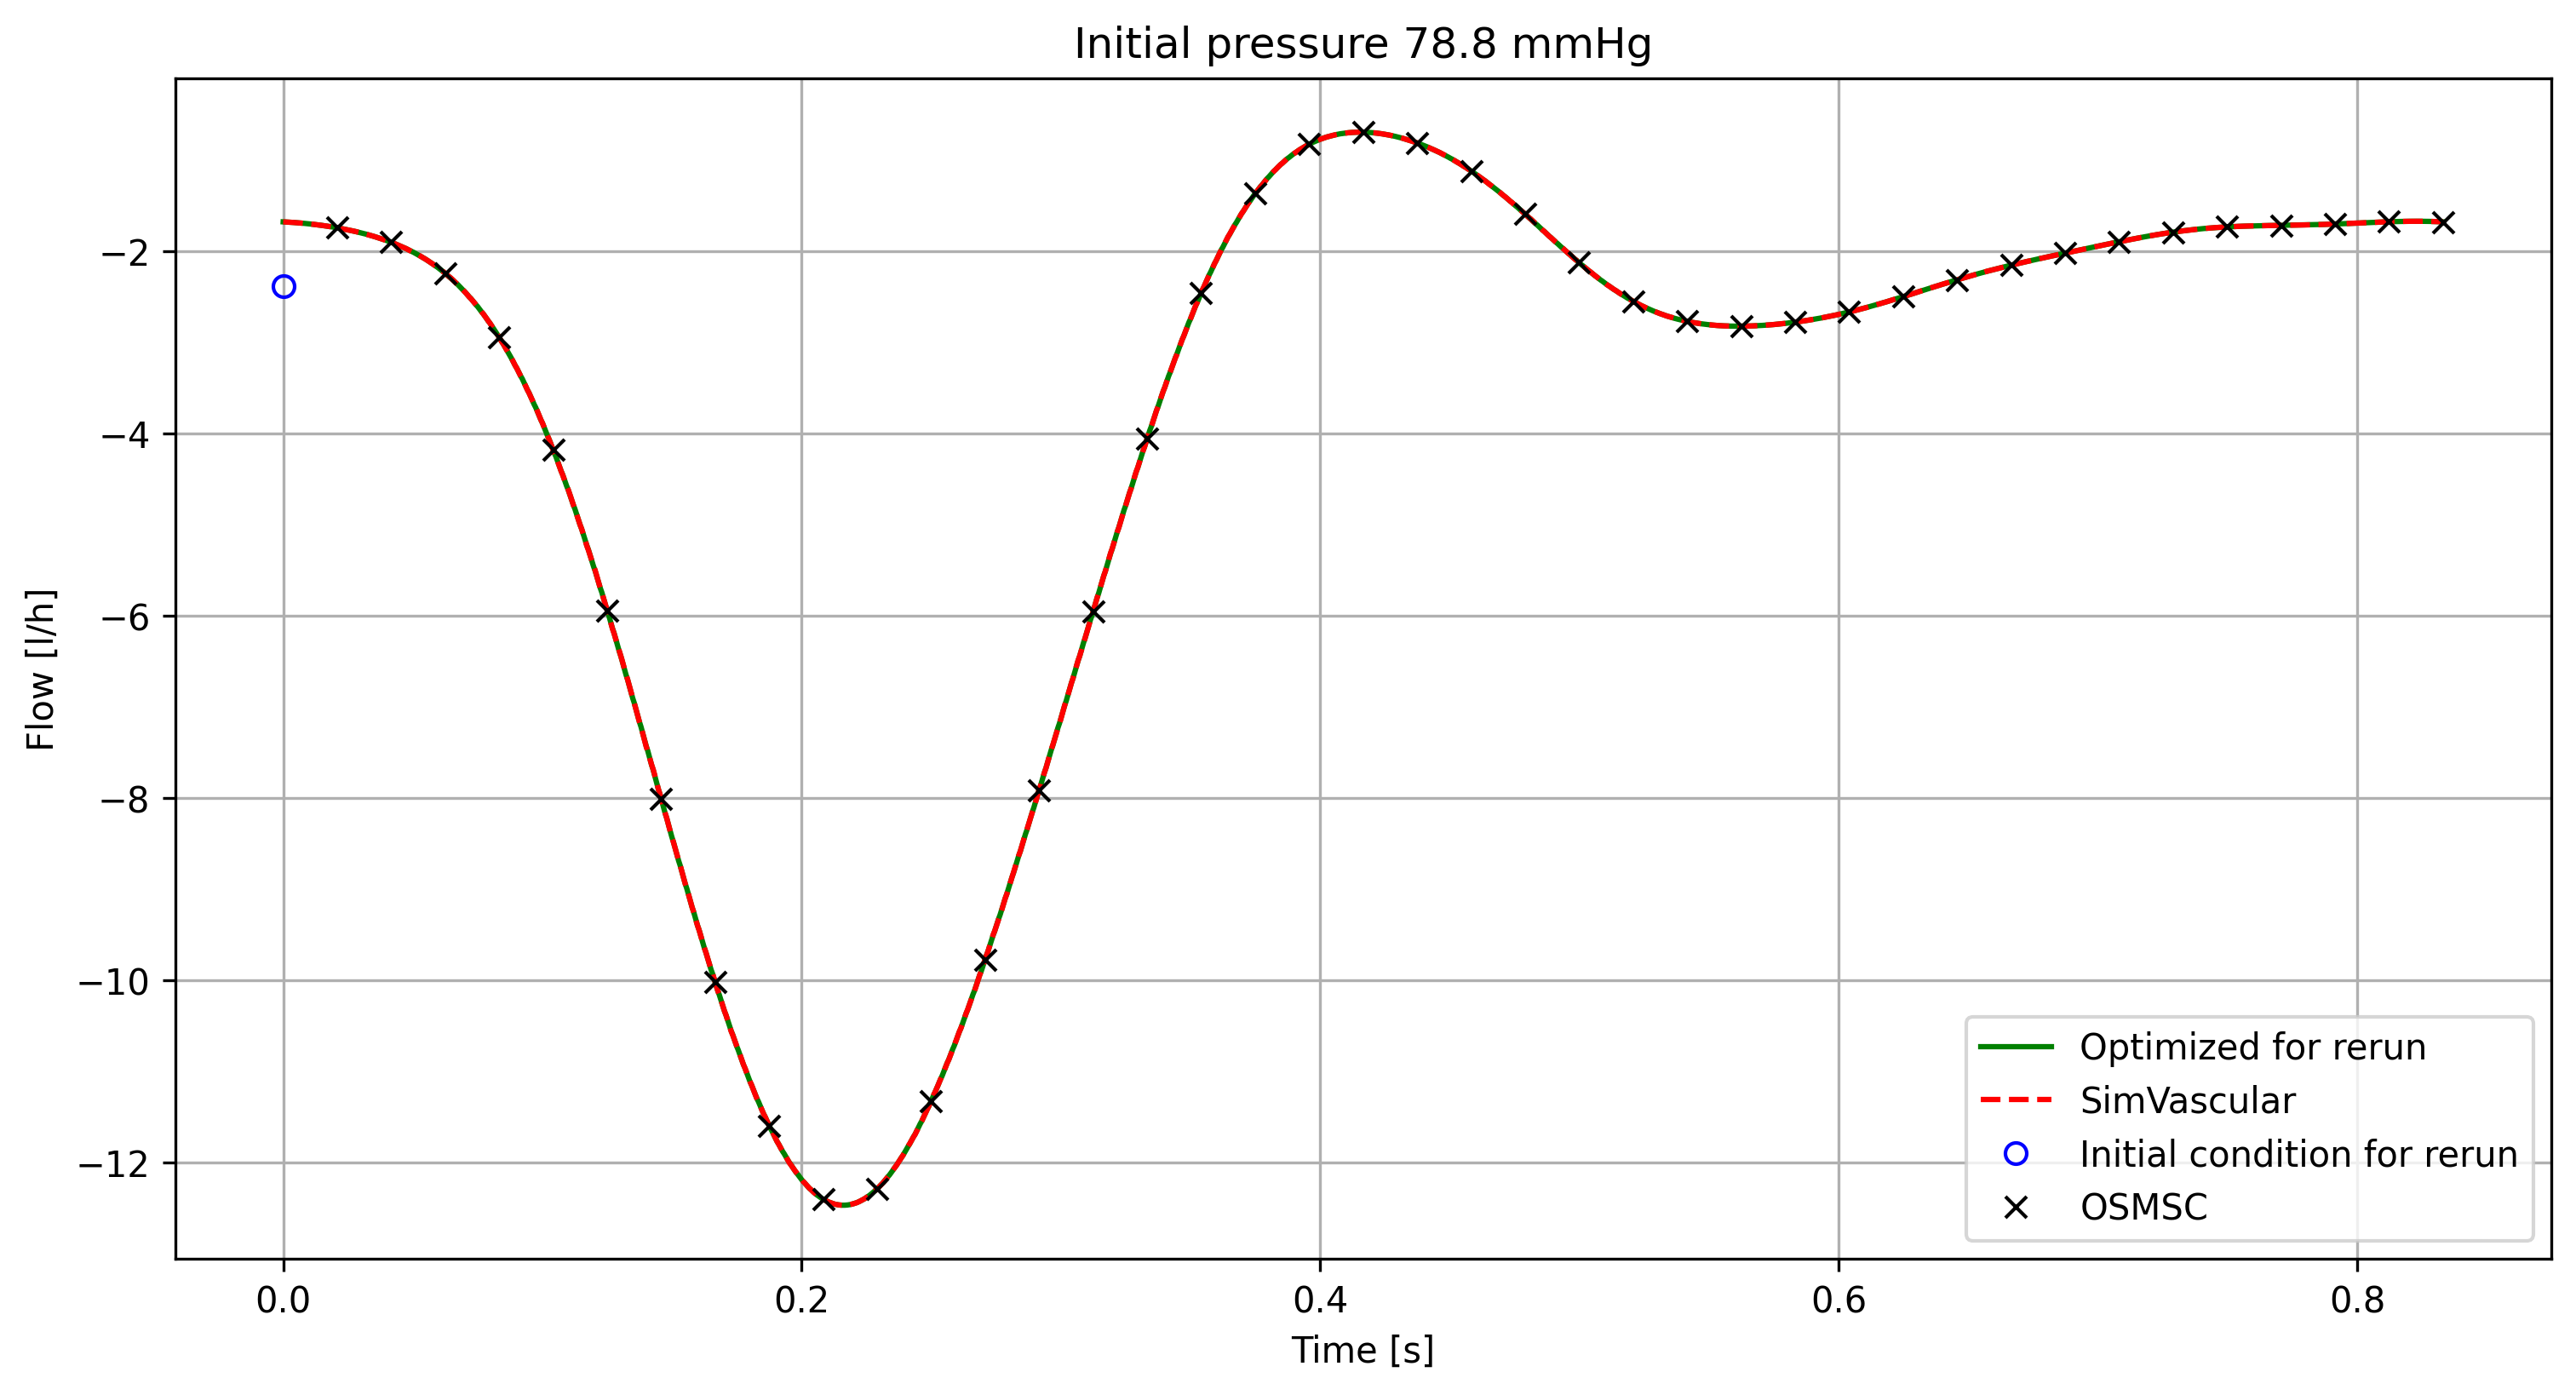 Initial pressure 78.8 mmHg
Flow [l/h]
−2
−4
−6
−8
−10
−12
0.0
0.2
0.4
0.6
0.8
Time [s]
Optimized for rerun
SimVascular
Initial condition for rerun
OSMSC